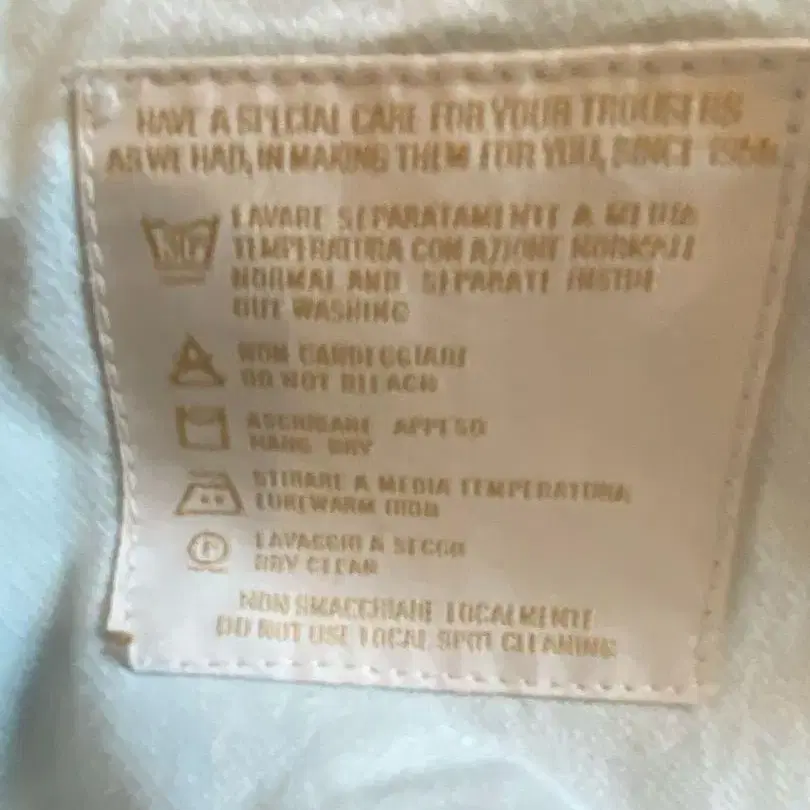 HAVE A SPECIAL CARE FOR YOUR TROUSERS
AS WE HAD, IN MAKING THEM FOR YOU, SINCE
LAVARE SEPARATAMENTE A MEDIA
TEMPERATURA CON AZIONE NORMALE
NORMAL AND SEPARATE INSIDE
OUT WASHING
NON CANDEGGIARE
DO NOT BLEACH
ASCIUGARE APPESO
HANG DRY
STIRARE A MEDIA TEMPERATURA
LUKEWARM IRON
LAVAGGIO A SECCO
DRY CLEAN
NON SMACCHIARE LOCALMENTE
DO NOT USE LOCAL SPOT CLEANING